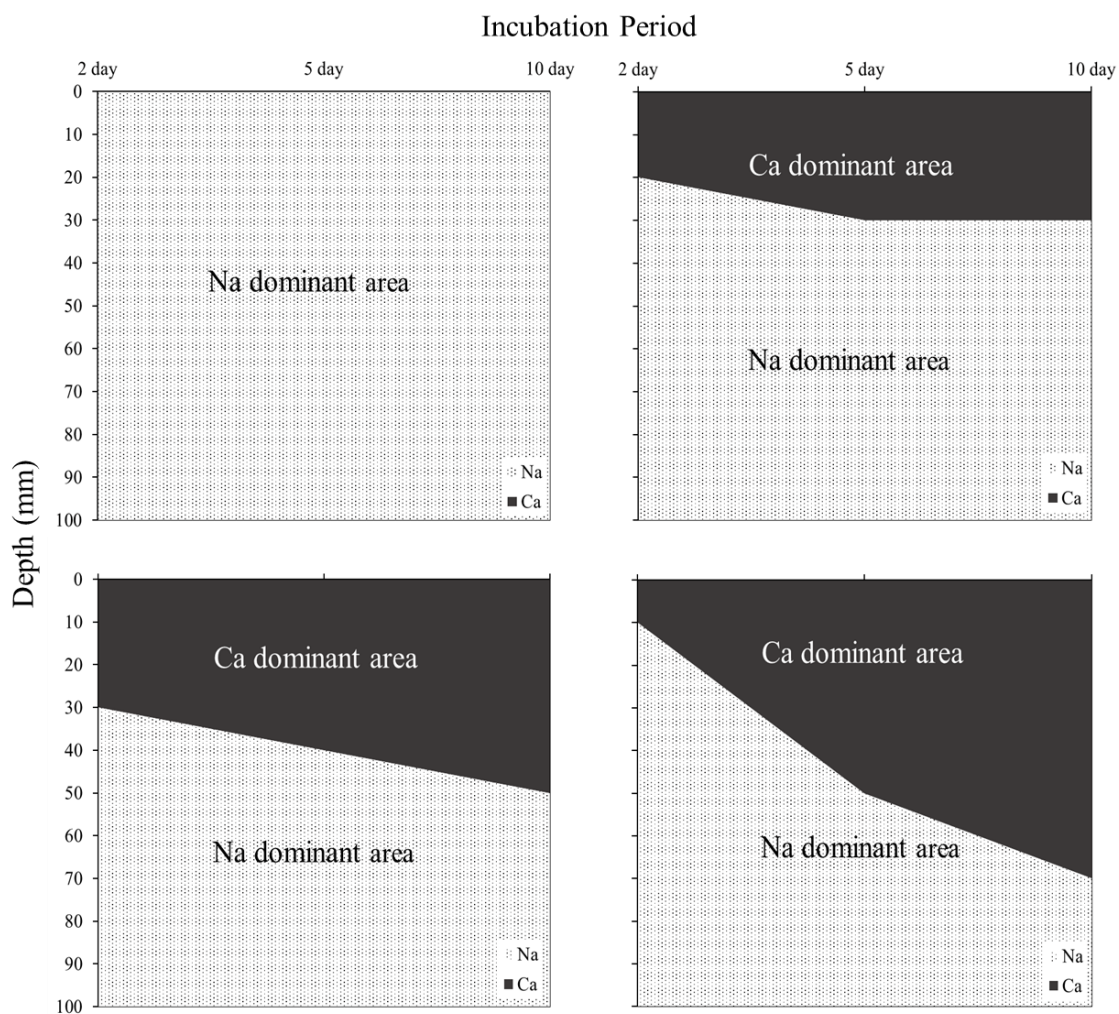 Incubation Period
2 day 5 day 10 day
2 day 5 day 10 day
Depth (mm)
0
10
20
30
40
50
60
70
80
90
100
Na dominant area
Na
Ca
Ca dominant area
Na dominant area
Na
Ca
0
10
20
30
40
50
60
70
80
90
100
Ca dominant area
Na dominant area
Na
Ca
Ca dominant area
Na dominant area
Na
Ca